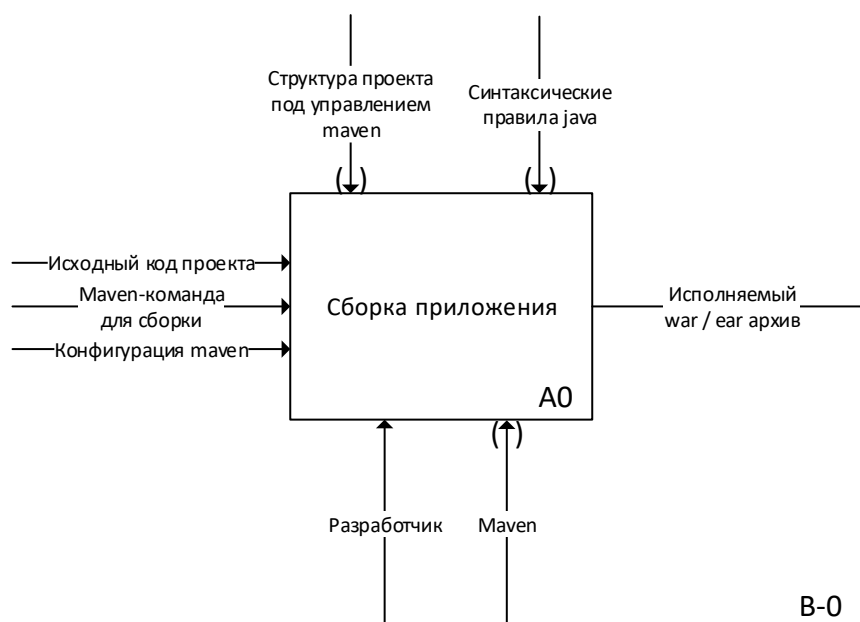 Структура проекта
под управлением
maven
Синтаксические
правила java
( )
( )
Исходный код проекта
Maven-команда
для сборки
Конфигурация maven
Сборка приложения
A0
Исполняемый
war / ear архив
( )
Разработчик
Maven
B-0